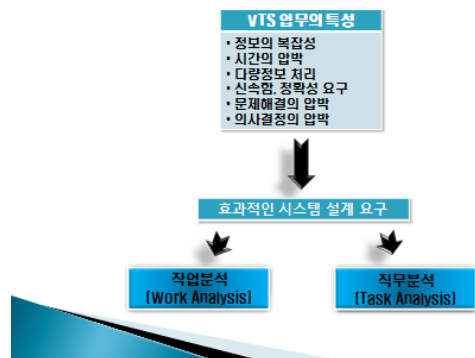 VTS 업무의 특성
• 정보의 복잡성
• 시간의 압박
• 다량정보 처리
• 신속함, 정확성 요구
• 문제해결의 압박
• 의사결정의 압박
효과적인 시스템 설계 요구
작업분석
(Work Analysis)
직무분석
(Task Analysis)